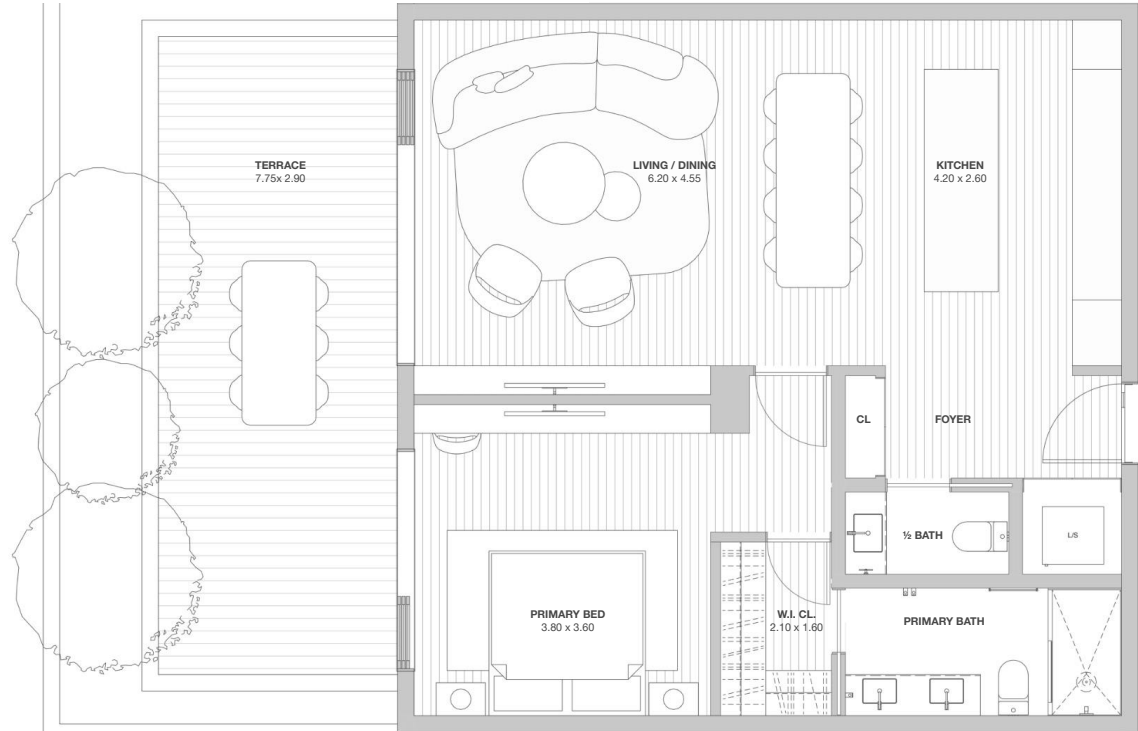 TERRACE
7.75x 2.90
LIVING / DINING
6.20 x 4.55
KITCHEN
4.20 x 2.60
CL
FOYER
½ BATH
L/S
PRIMARY BED
3.80 x 3.60
W.I. CL.
2.10 x 1.60
PRIMARY BATH